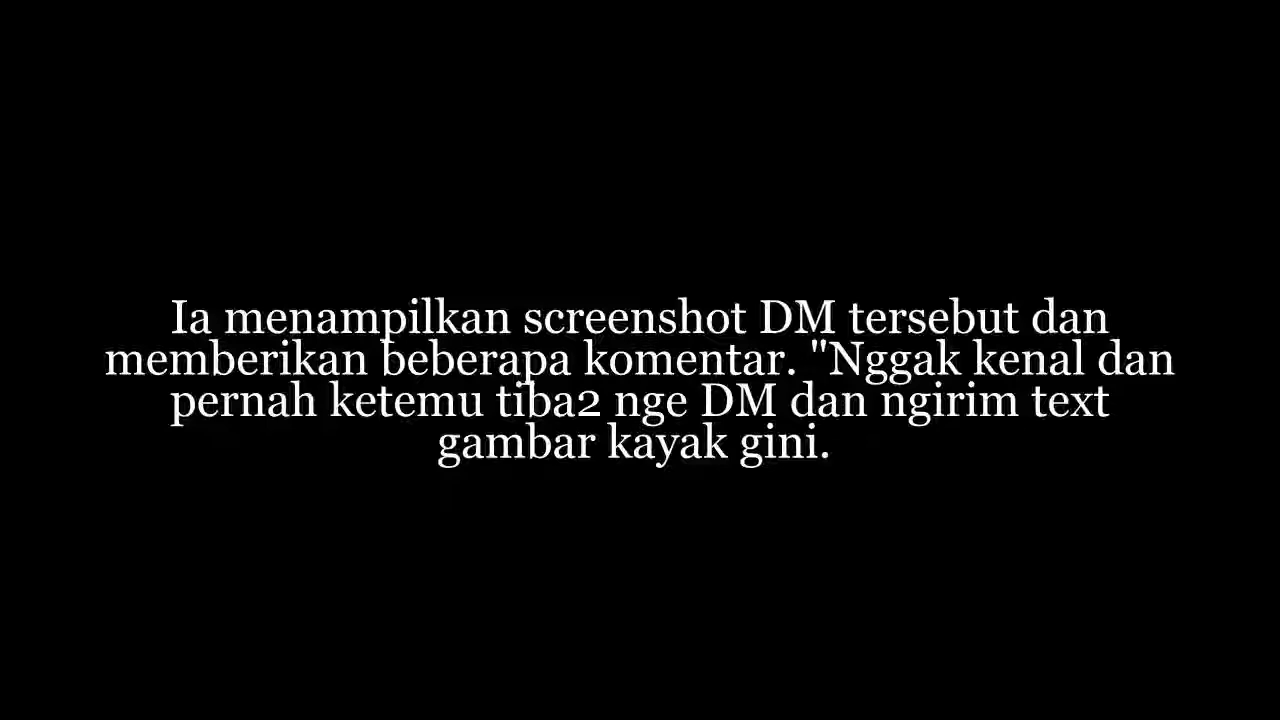 Ia menampilkan screenshot DM tersebut dan
memberikan beberapa komentar. "Nggak kenal dan
pernah ketemu tiba2 nge DM dan ngirim text
gambar kayak gini.